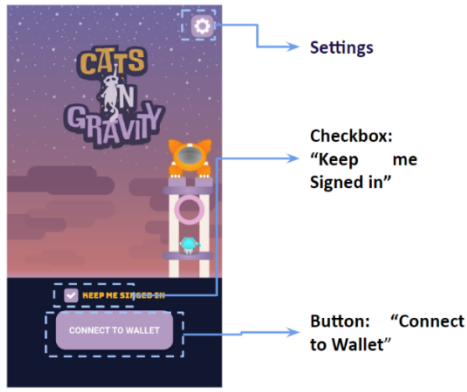 CATS
IN
GRAVITY
Settings
Checkbox:
“Keep me
Signed in”
KEEP ME SINGED IN
CONNECT TO WALLET
Button: “Connect
to Wallet”